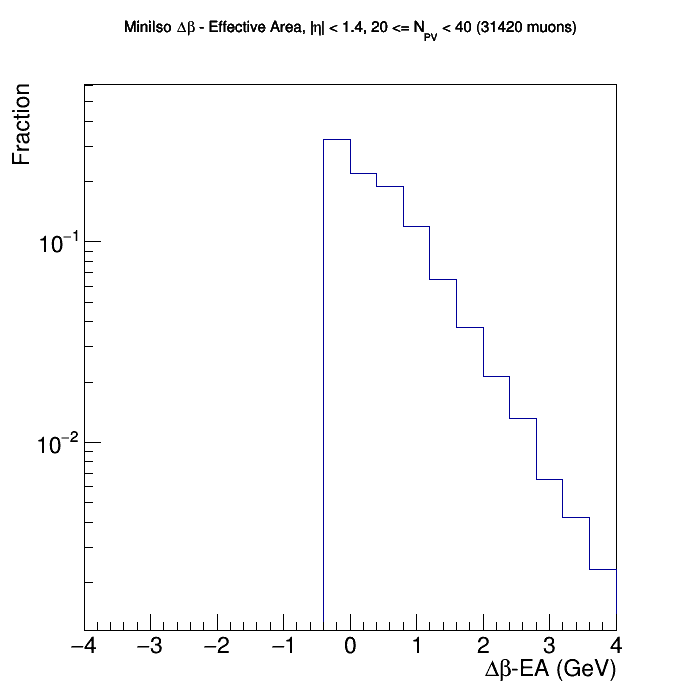 MiniIso Δβ - Effective Area, |η| < 1.4, 20 <= N_PV < 40 (31420 muons)
Fraction
10⁻¹
10⁻²
−4 −3 −2 −1 0 1 2 3 4
Δβ-EA (GeV)